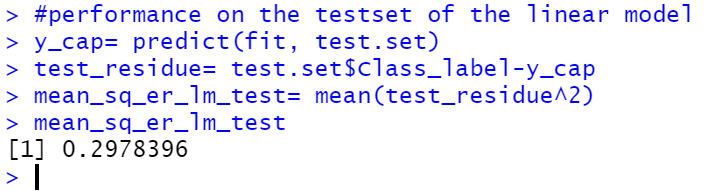 > #performance on the testset of the linear model
> y_cap= predict(fit, test.set)
> test_residue= test.set$Class_label-y_cap
> mean_sq_er_lm_test= mean(test_residue^2)
> mean_sq_er_lm_test
[1] 0.2978396
>